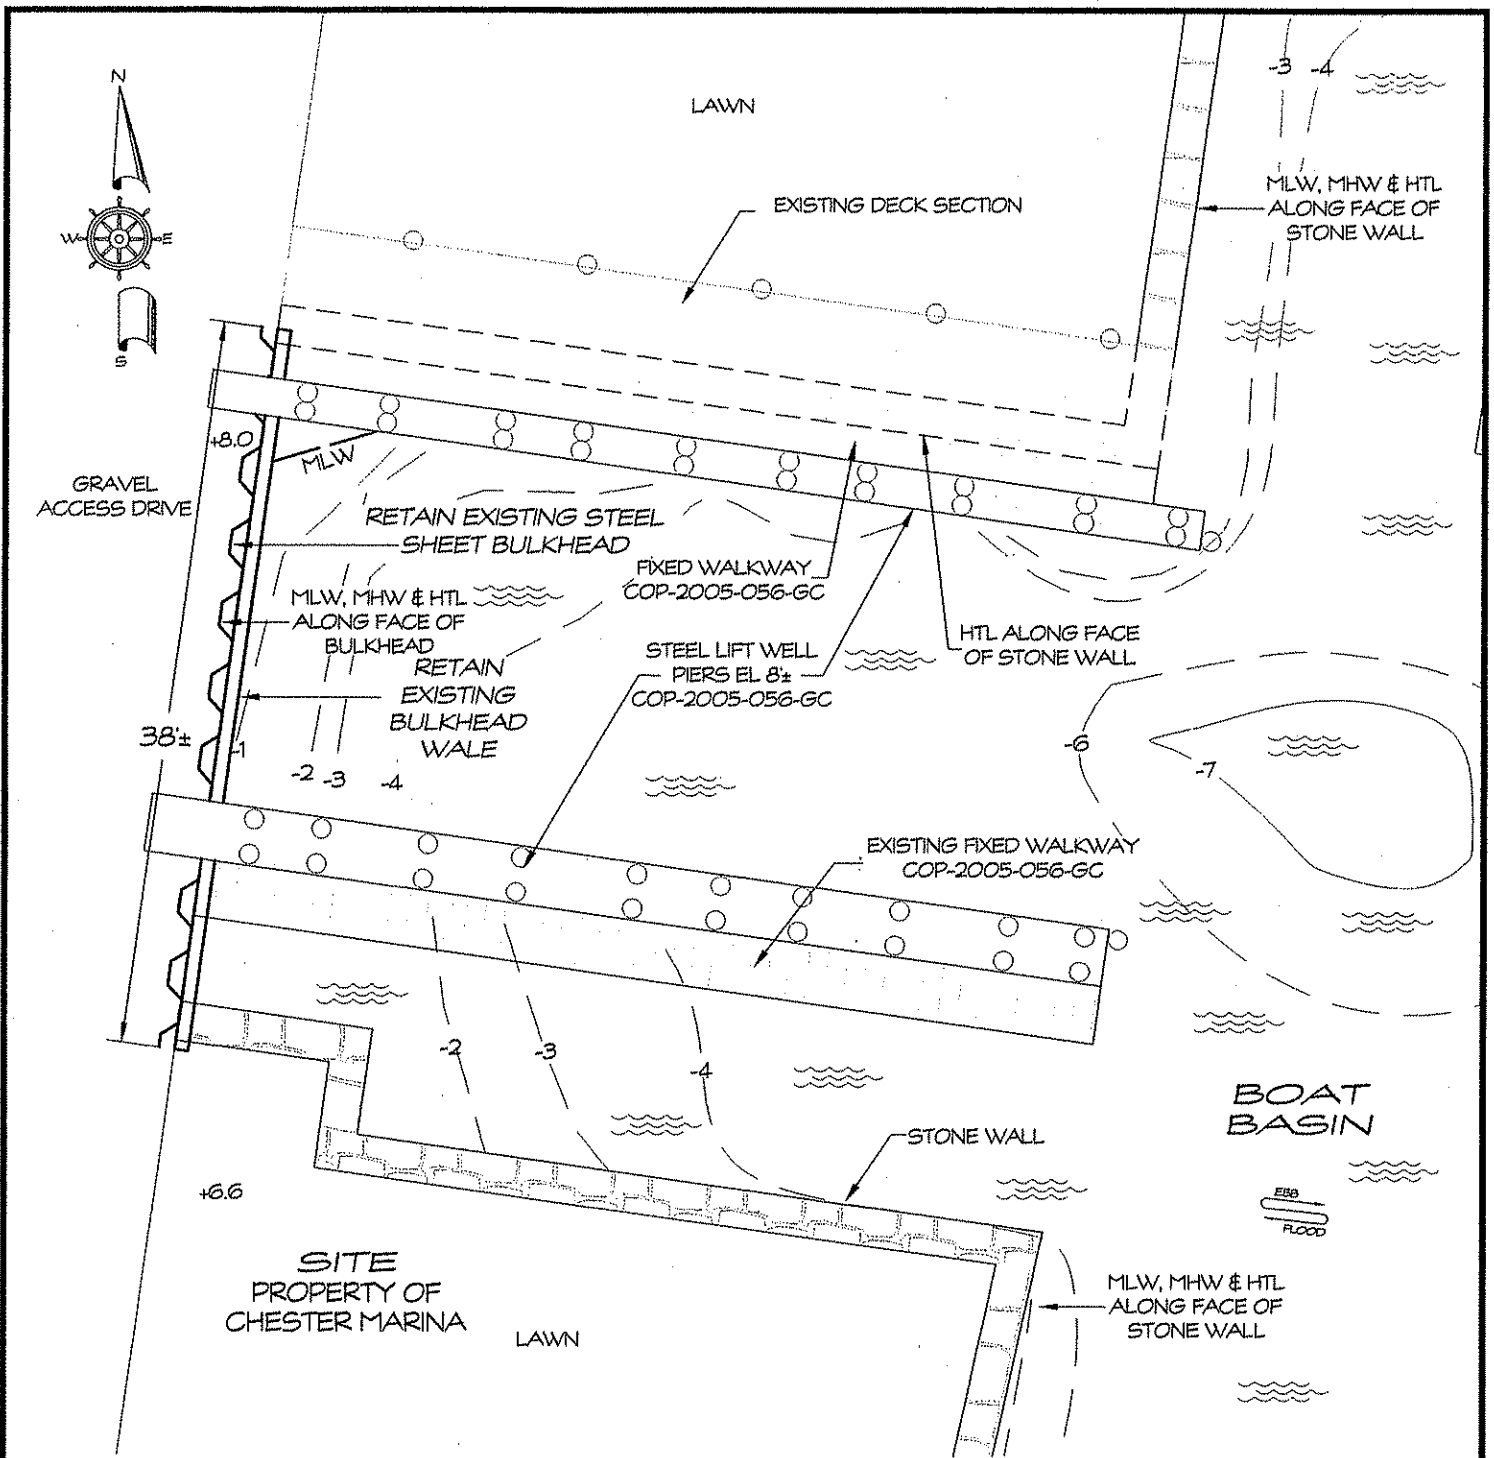 N
-3 -4
LAWN
MLW, MHW & HTL
ALONG FACE OF
STONE WALL
EXISTING DECK SECTION
W E
S
+8.0
MLW
GRAVEL
ACCESS DRIVE
RETAIN EXISTING STEEL
SHEET BULKHEAD
FIXED WALKWAY
COP-2005-056-GC
MLW, MHW & HTL
ALONG FACE OF
BULKHEAD
HTL ALONG FACE
OF STONE WALL
STEEL LIFT WELL
PIERS EL 8'±
COP-2005-056-GC
RETAIN
EXISTING
BULKHEAD
WALE
38'±
-1
-2 -3 -4
-6
-7
EXISTING FIXED WALKWAY
COP-2005-056-GC
-2
-3
-4
BOAT
BASIN
STONE WALL
+6.6
EBB
FLOOD
SITE
PROPERTY OF
CHESTER MARINA
LAWN
MLW, MHW & HTL
ALONG FACE OF
STONE WALL